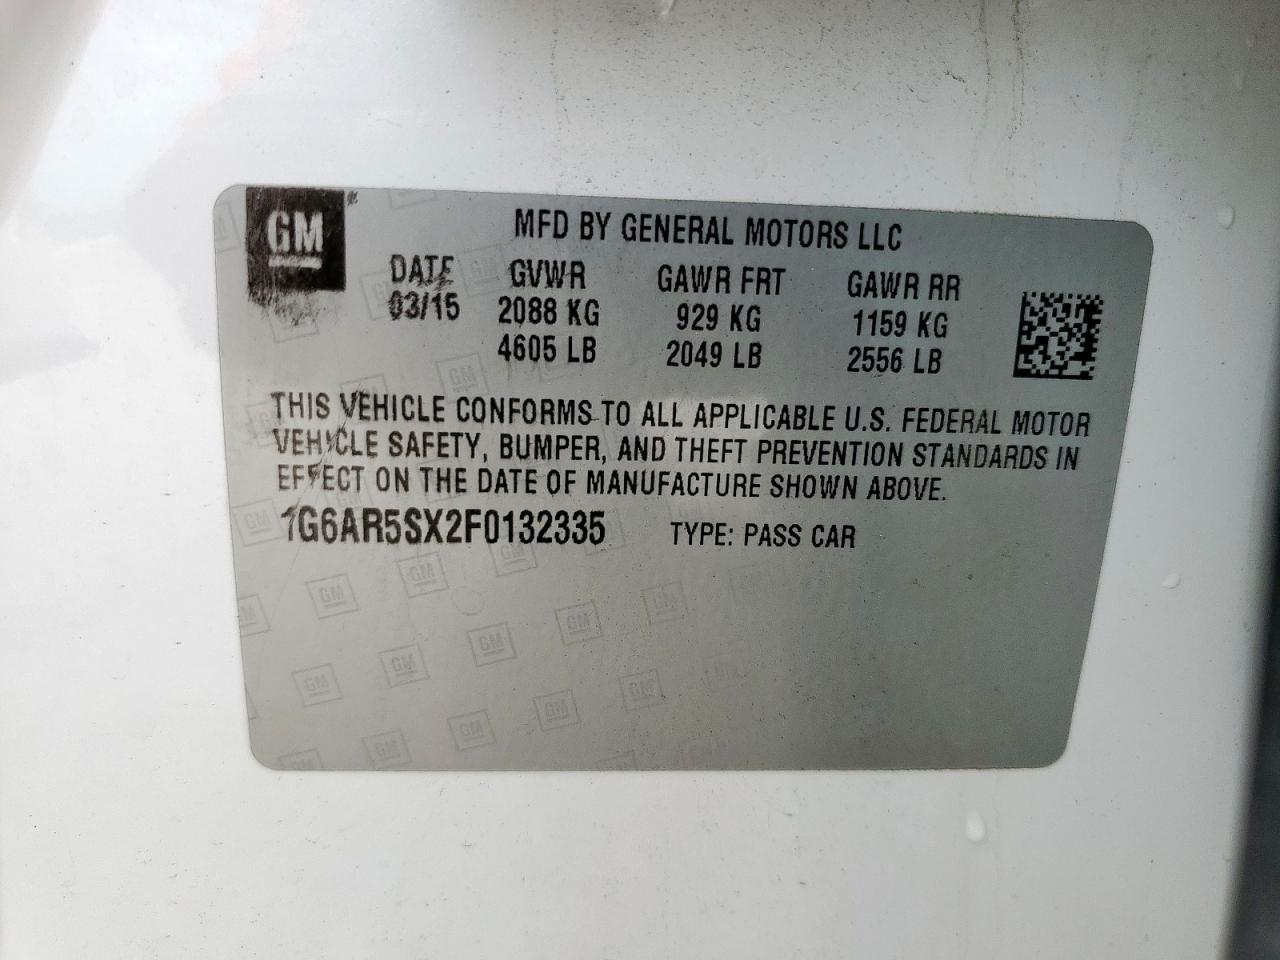 GM
MFD BY GENERAL MOTORS LLC
DATE GVWR GAWR FRT GAWR RR
03/15 2088 KG 929 KG 1159 KG
4605 LB 2049 LB 2556 LB
THIS VEHICLE CONFORMS TO ALL APPLICABLE U.S. FEDERAL MOTOR
VEHICLE SAFETY, BUMPER, AND THEFT PREVENTION STANDARDS IN
EFFECT ON THE DATE OF MANUFACTURE SHOWN ABOVE.
1G6AR5SX2F0132335 TYPE: PASS CAR